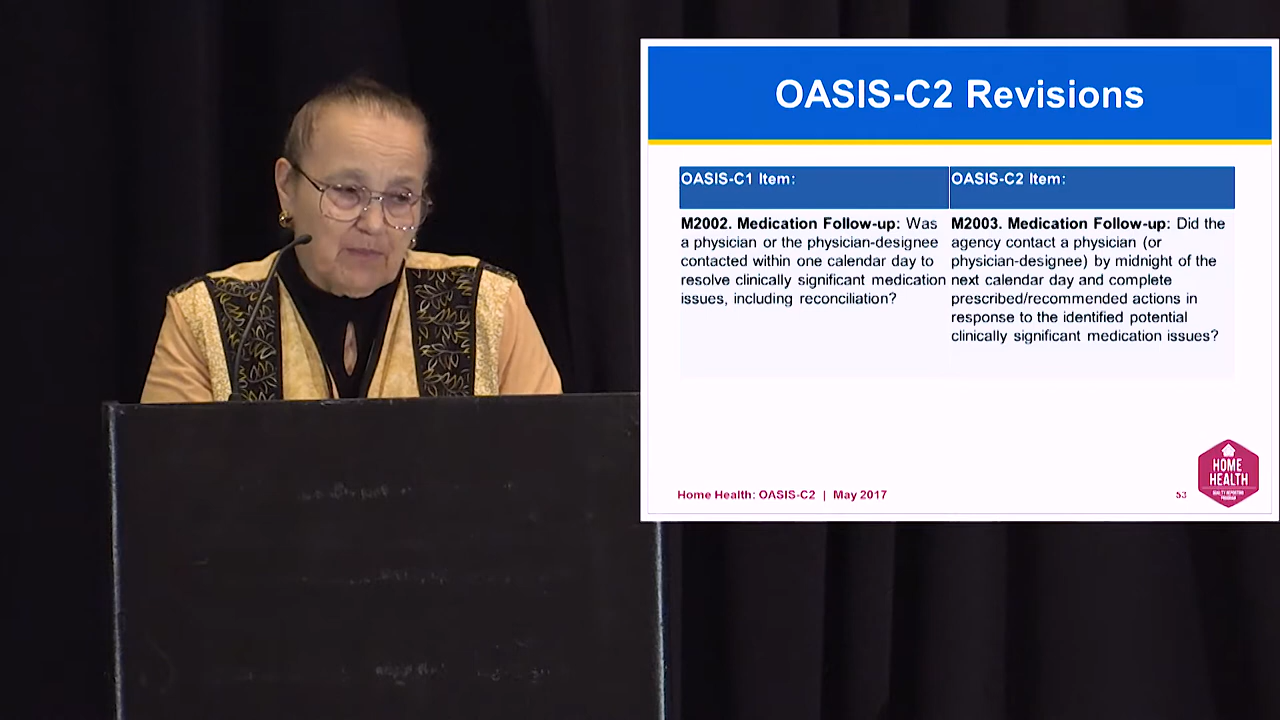 OASIS-C2 Revisions
OASIS-C1 Item:
M2002. Medication Follow-up: Was
a physician or the physician-designee
contacted within one calendar day to
resolve clinically significant medication
issues, including reconciliation?
OASIS-C2 Item:
M2003. Medication Follow-up: Did the
agency contact a physician (or
physician-designee) by midnight of the
next calendar day and complete
prescribed/recommended actions in
response to the identified potential
clinically significant medication issues?
Home Health: OASIS-C2 | May 2017
53
HOME
HEALTH
QUALITY REPORTING
PROGRAM